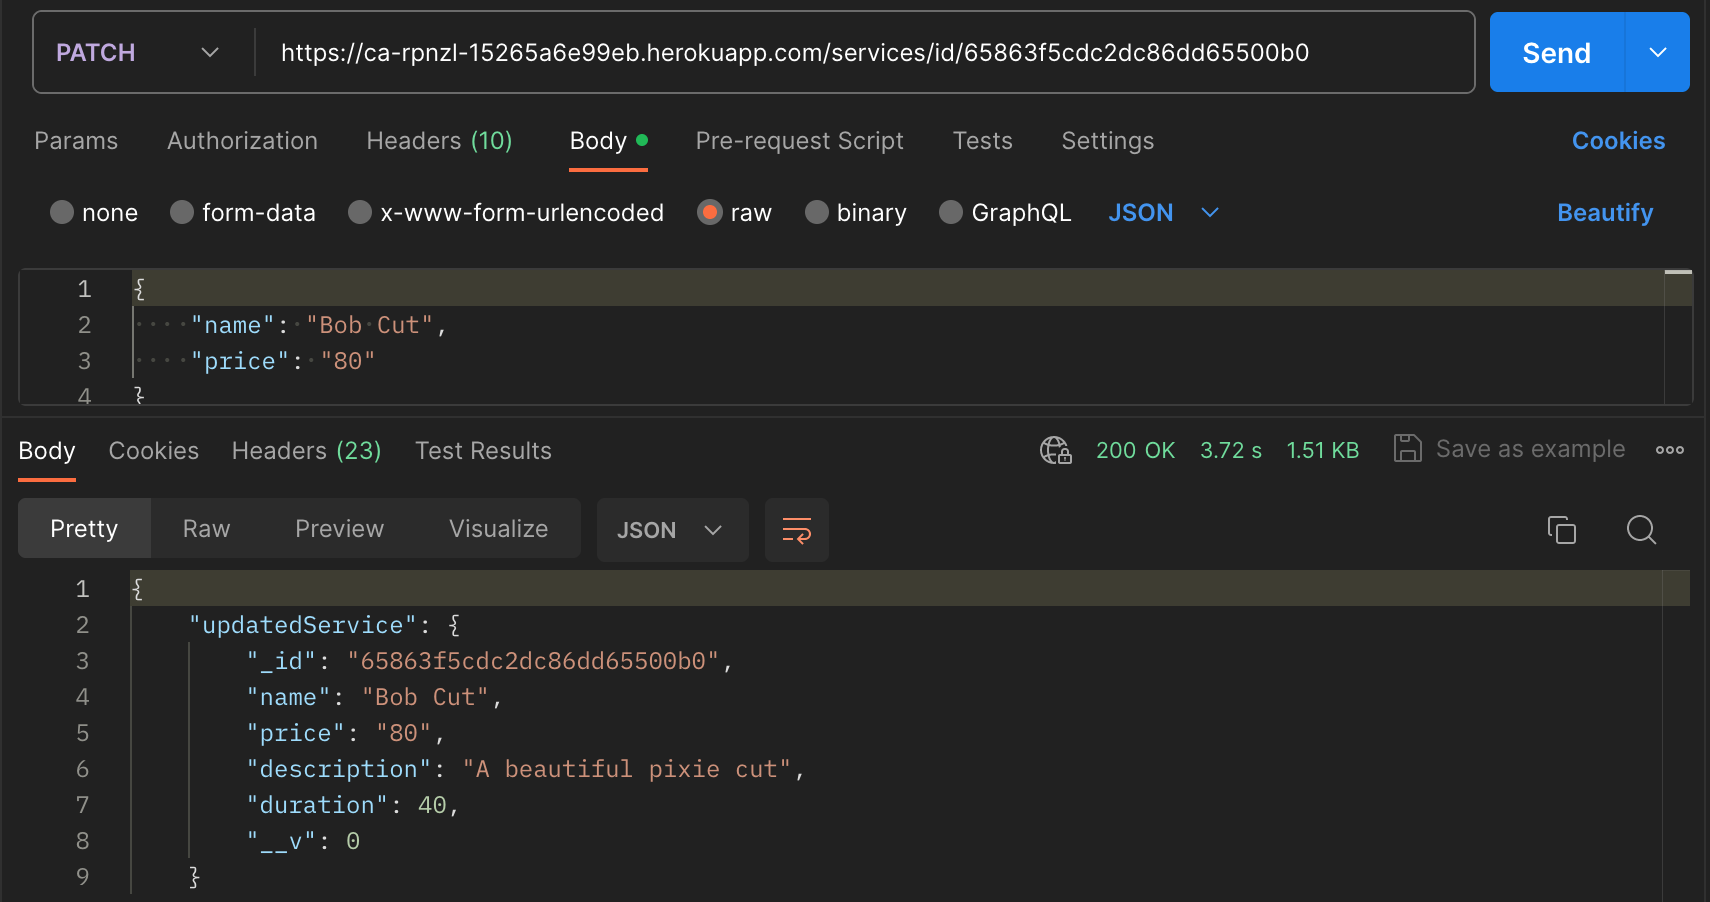 PATCH https://ca-rpnzl-15265a6e99eb.herokuapp.com/services/id/65863f5cdc2dc86dd65500b0 Send
Params Authorization Headers (10) Body Pre-request Script Tests Settings Cookies
none form-data x-www-form-urlencoded raw binary GraphQL JSON Beautify
1 {
2 "name": "Bob Cut",
3 "price": "80"
4 }
Body Cookies Headers (23) Test Results 200 OK 3.72 s 1.51 KB Save as example
Pretty Raw Preview Visualize JSON
1 {
2 "updatedService": {
3 "_id": "65863f5cdc2dc86dd65500b0",
4 "name": "Bob Cut",
5 "price": "80",
6 "description": "A beautiful pixie cut",
7 "duration": 40,
8 "__v": 0
9 }